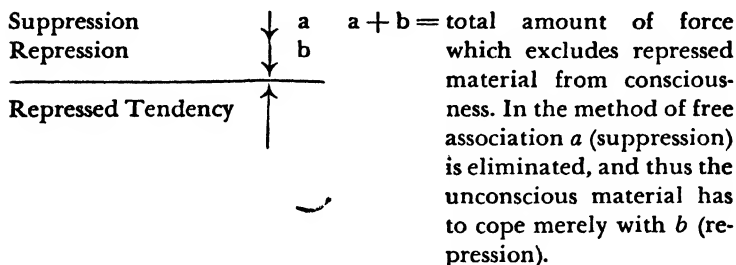 Suppression a a + b = total amount of force
Repression b which excludes repressed
material from conscious-
Repressed Tendency ness. In the method of free
association a (suppression)
is eliminated, and thus the
unconscious material has
to cope merely with b (re-
pression).